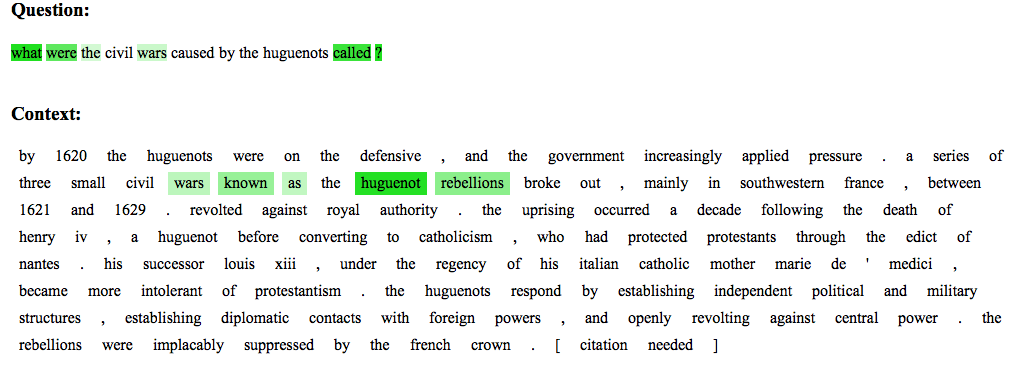 Question:
what were the civil wars caused by the huguenots called ?
Context:
by 1620 the huguenots were on the defensive , and the government increasingly applied pressure . a series of
three small civil wars known as the huguenot rebellions broke out , mainly in southwestern france , between
1621 and 1629 . revolted against royal authority . the uprising occurred a decade following the death of
henry iv , a huguenot before converting to catholicism , who had protected protestants through the edict of
nantes . his successor louis xiii , under the regency of his italian catholic mother marie de ' medici ,
became more intolerant of protestantism . the huguenots respond by establishing independent political and military
structures , establishing diplomatic contacts with foreign powers , and openly revolting against central power . the
rebellions were implacably suppressed by the french crown . [ citation needed ]